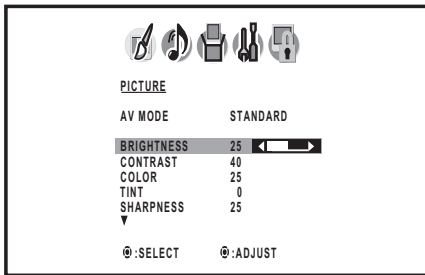 PICTURE
AV MODE STANDARD
BRIGHTNESS 25
CONTRAST 40
COLOR 25
TINT 0
SHARPNESS 25
:SELECT :ADJUST